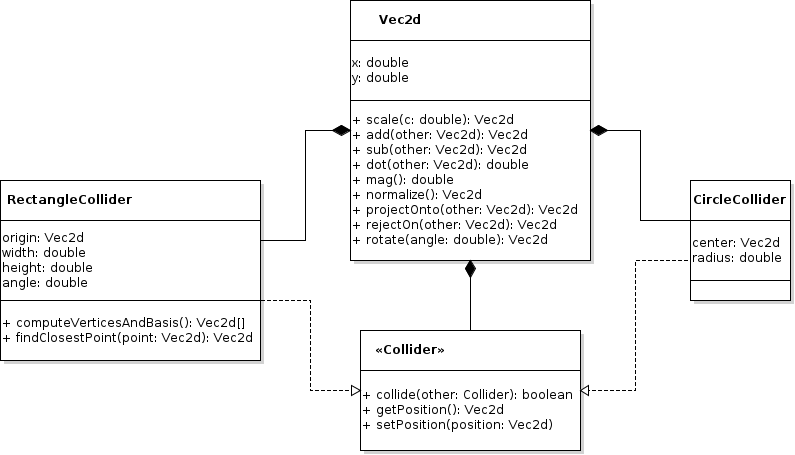 Vec2d
x: double
y: double
+ scale(c: double): Vec2d
+ add(other: Vec2d): Vec2d
+ sub(other: Vec2d): Vec2d
+ dot(other: Vec2d): double
+ mag(): double
+ normalize(): Vec2d
+ projectOnto(other: Vec2d): Vec2d
+ rejectOn(other: Vec2d): Vec2d
+ rotate(angle: double): Vec2d
RectangleCollider
origin: Vec2d
width: double
height: double
angle: double
+ computeVerticesAndBasis(): Vec2d[]
+ findClosestPoint(point: Vec2d): Vec2d
CircleCollider
center: Vec2d
radius: double
«Collider»
+ collide(other: Collider): boolean
+ getPosition(): Vec2d
+ setPosition(position: Vec2d)